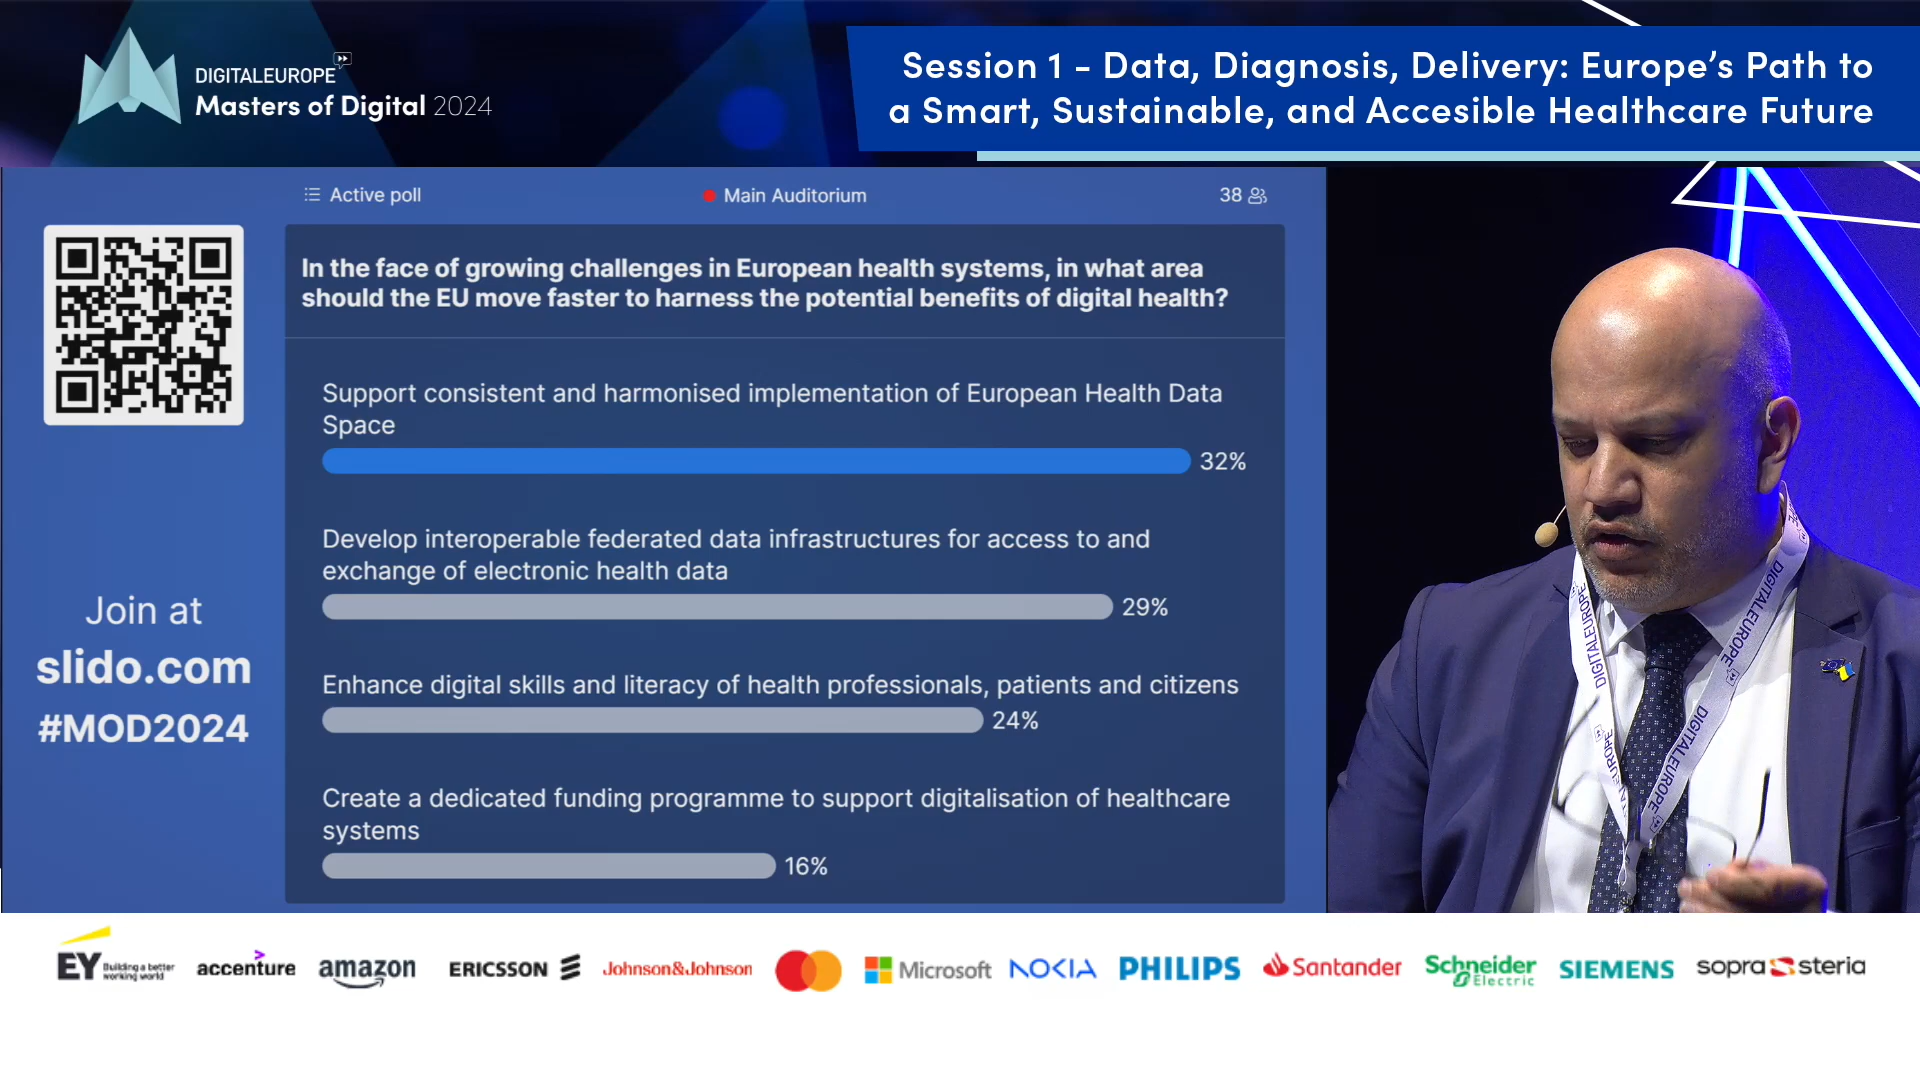 DIGITALEUROPE
Masters of Digital 2024
Session 1 - Data, Diagnosis, Delivery: Europe's Path to
a Smart, Sustainable, and Accesible Healthcare Future
Active poll
Main Auditorium
38
In the face of growing challenges in European health systems, in what area
should the EU move faster to harness the potential benefits of digital health?
Support consistent and harmonised implementation of European Health Data
Space
32%
Develop interoperable federated data infrastructures for access to and
exchange of electronic health data
29%
Enhance digital skills and literacy of health professionals, patients and citizens
24%
Create a dedicated funding programme to support digitalisation of healthcare
systems
16%
Join at
slido.com
#MOD2024
DIGITALEUROPE
DIGITALEUROPE
DIGITALEUROPE
DIGITALEUROPE
EY Building a better
working world
accenture
amazon
ERICSSON
Johnson&Johnson
Microsoft
NOKIA
PHILIPS
Santander
Schneider
Electric
SIEMENS
sopra steria